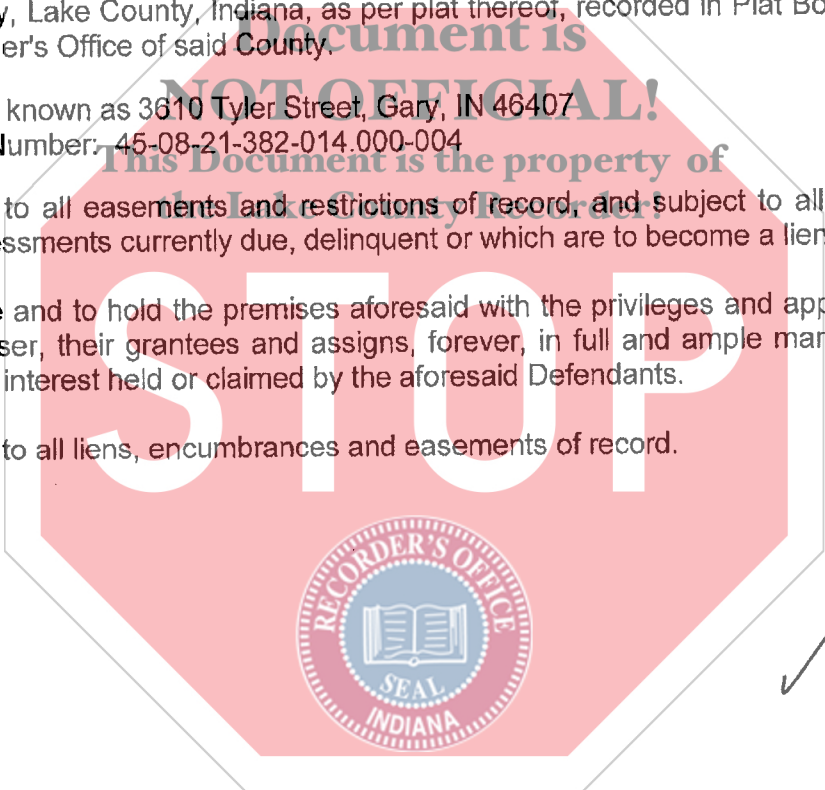 y, Lake County, Indiana, as per plat thereof, recorded in Plat Bo
er's Office of said County.
Document is
NOT OFFICIAL!
known as 3610 Tyler Street, Gary, IN 46407
Number: 45-08-21-382-014.000-004
This Document is the property of
the Lake County Recorder!
to all easements and restrictions of record, and subject to all
ssments currently due, delinquent or which are to become a lien
e and to hold the premises aforesaid with the privileges and app
ser, their grantees and assigns, forever, in full and ample man
interest held or claimed by the aforesaid Defendants.
STOP
to all liens, encumbrances and easements of record.
RECORDER'S OFFICE
SEAL
INDIANA